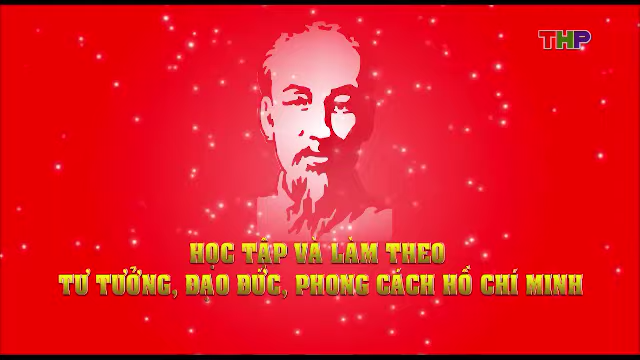 THP
HỌC TẬP VÀ LÀM THEO
TƯ TƯỞNG, ĐẠO ĐỨC, PHONG CÁCH HỒ CHÍ MINH